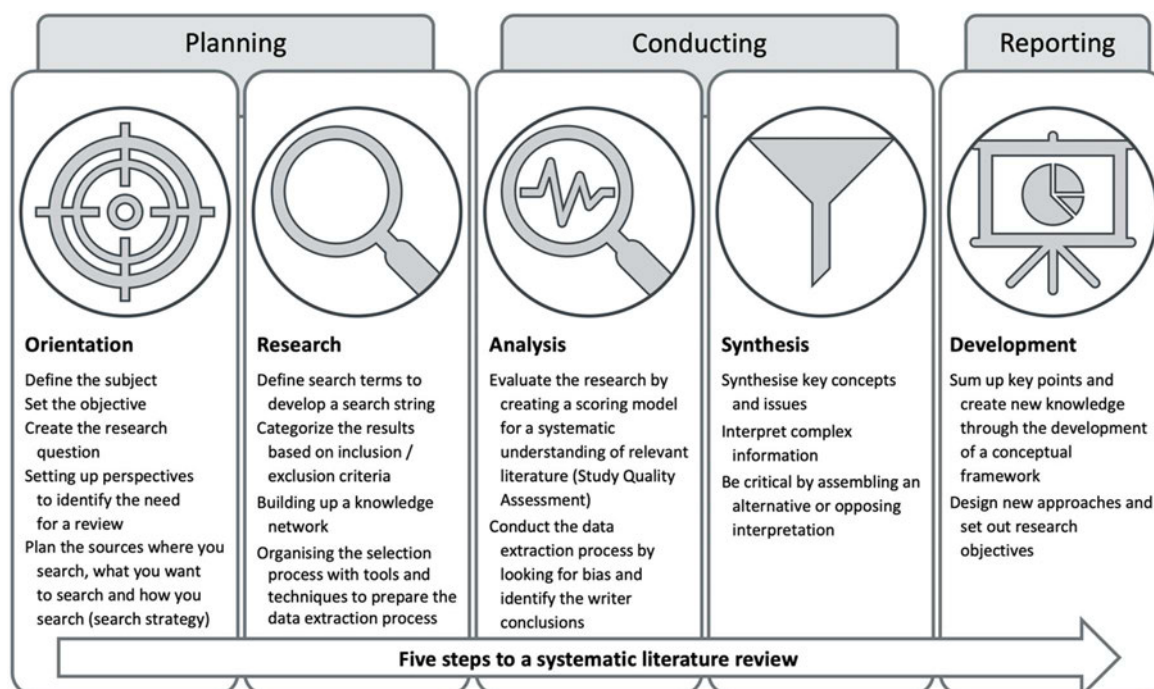 Planning
Conducting
Reporting
Orientation
Define the subject
Set the objective
Create the research
question
Setting up perspectives
to identify the need
for a review
Plan the sources where you
search, what you want
to search and how you
search (search strategy)
Research
Define search terms to
develop a search string
Categorize the results
based on inclusion /
exclusion criteria
Building up a knowledge
network
Organising the selection
process with tools and
techniques to prepare the
data extraction process
Analysis
Evaluate the research by
creating a scoring model
for a systematic
understanding of relevant
literature (Study Quality
Assessment)
Conduct the data
extraction process by
looking for bias and
identify the writer
conclusions
Synthesis
Synthesise key concepts
and issues
Interpret complex
information
Be critical by assembling an
alternative or opposing
interpretation
Development
Sum up key points and
create new knowledge
through the development
of a conceptual
framework
Design new approaches and
set out research
objectives
Five steps to a systematic literature review